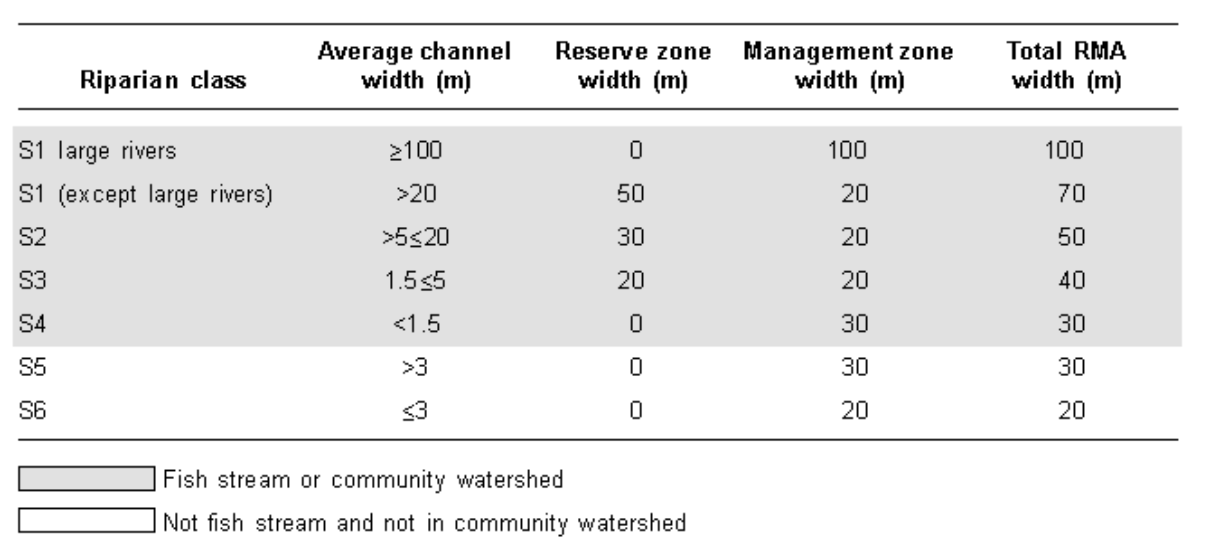 Riparian class Average channel width (m) Reserve zone width (m) Management zone width (m) Total RMA width (m)
S1 large rivers ≥100 0 100 100
S1 (except large rivers) >20 50 20 70
S2 >5≤20 30 20 50
S3 1.5≤5 20 20 40
S4 <1.5 0 30 30
S5 >3 0 30 30
S6 ≤3 0 20 20
Fish stream or community watershed
Not fish stream and not in community watershed